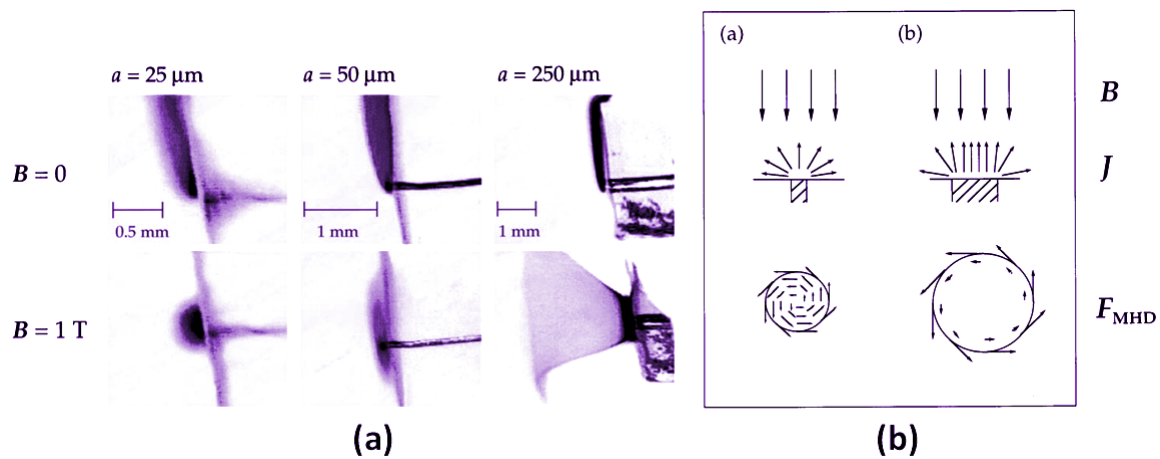 a = 25 μm
a = 50 μm
a = 250 μm
B = 0
0.5 mm
1 mm
1 mm
B = 1 T
(a)
(a)
(b)
B
J
F_MHD
(b)